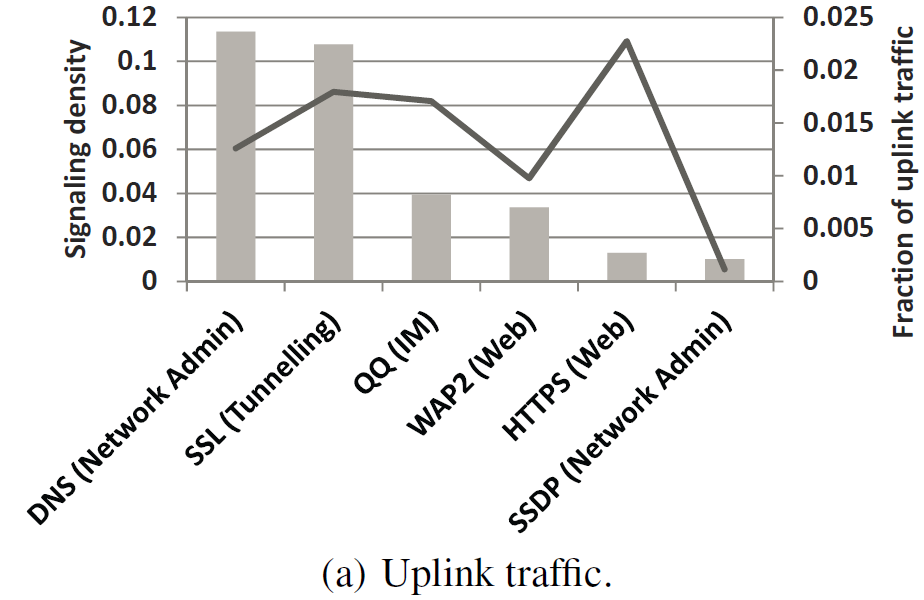 0.12
0.1
0.08
0.06
0.04
0.02
0
Signaling density
0.025
0.02
0.015
0.01
0.005
0
Fraction of uplink traffic
DNS (Network Admin)
SSL (Tunnelling)
QQ (IM)
WAP2 (Web)
HTTPS (Web)
SSDP (Network Admin)
(a) Uplink traffic.